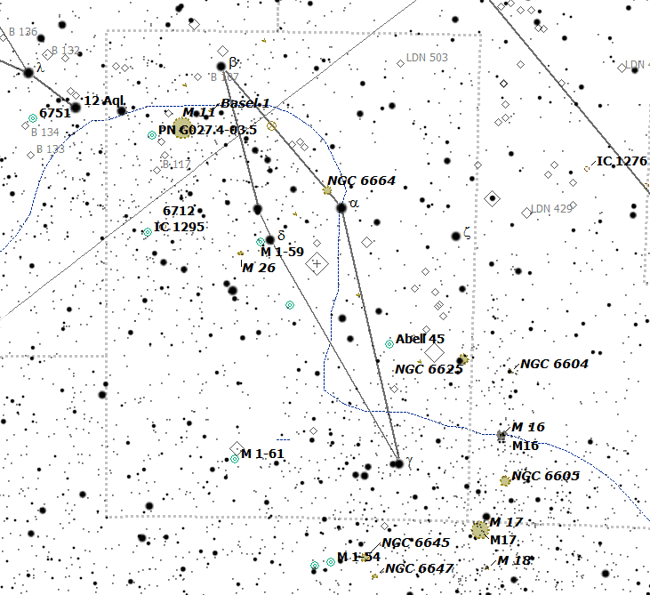 B 136
B 132
λ
β
LDN 503
LDN
B 187
12 Aql
6751
M 11
Basel 1
PN G027.4-03.5
B 134
B 133
B 117
IC 1276
NGC 6664
6712
α
LDN 429
IC 1295
δ
ζ
M 1-59
M 26
Abell 45
NGC 6625
NGC 6604
M 16
M16
M 1-61
γ
NGC 6605
M 17
M17
NGC 6645
M 1-54
M 18
NGC 6647